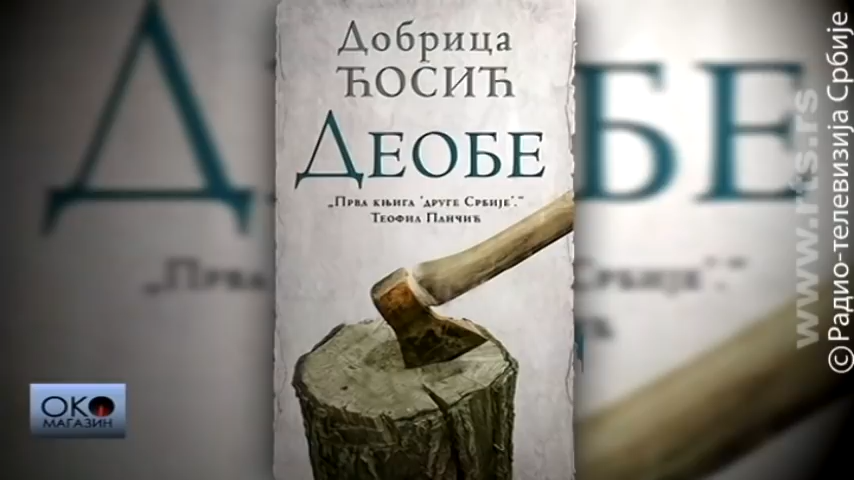 Добрица
ЋОСИЋ
ДЕОБЕ
„Прва књига 'друге Србије'.“
Теофил Панчић
ОКО
МАГАЗИН
www.rts.rs
© Радио-телевизија Србије